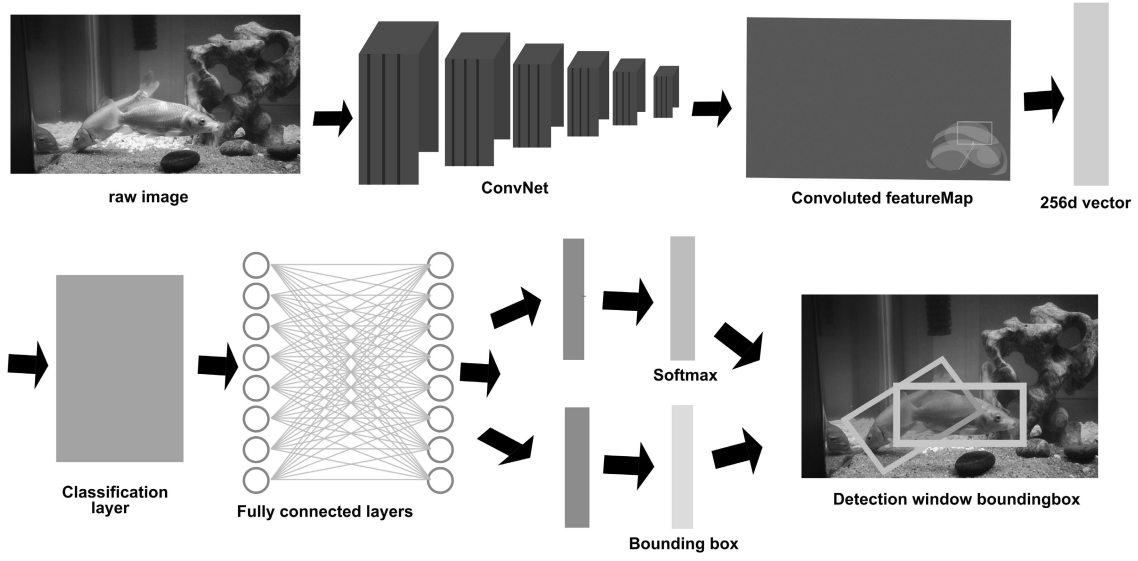 raw image
ConvNet
Convoluted featureMap
256d vector
Classification
layer
Fully connected layers
Softmax
Bounding box
Detection window boundingbox